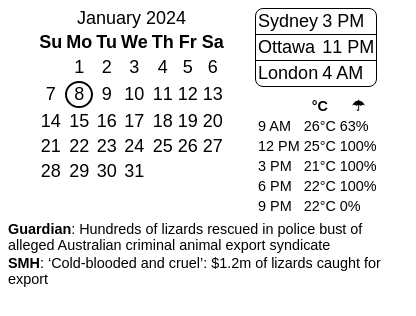 January 2024
Su Mo Tu We Th Fr Sa
1 2 3 4 5 6
7 8 9 10 11 12 13
14 15 16 17 18 19 20
21 22 23 24 25 26 27
28 29 30 31
Sydney 3 PM
Ottawa 11 PM
London 4 AM
°C ☂
9 AM 26°C 63%
12 PM 25°C 100%
3 PM 21°C 100%
6 PM 22°C 100%
9 PM 22°C 0%
Guardian: Hundreds of lizards rescued in police bust of
alleged Australian criminal animal export syndicate
SMH: ‘Cold-blooded and cruel’: $1.2m of lizards caught for
export